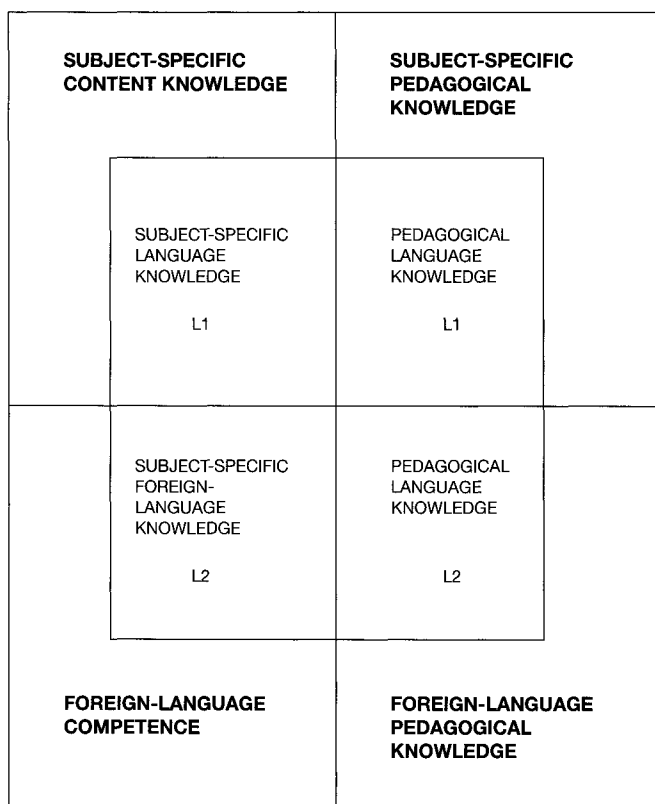 SUBJECT-SPECIFIC
CONTENT KNOWLEDGE
SUBJECT-SPECIFIC
PEDAGOGICAL
KNOWLEDGE
SUBJECT-SPECIFIC
LANGUAGE
KNOWLEDGE
L1
PEDAGOGICAL
LANGUAGE
KNOWLEDGE
L1
SUBJECT-SPECIFIC
FOREIGN-
LANGUAGE
KNOWLEDGE
L2
PEDAGOGICAL
LANGUAGE
KNOWLEDGE
L2
FOREIGN-LANGUAGE
COMPETENCE
FOREIGN-LANGUAGE
PEDAGOGICAL
KNOWLEDGE